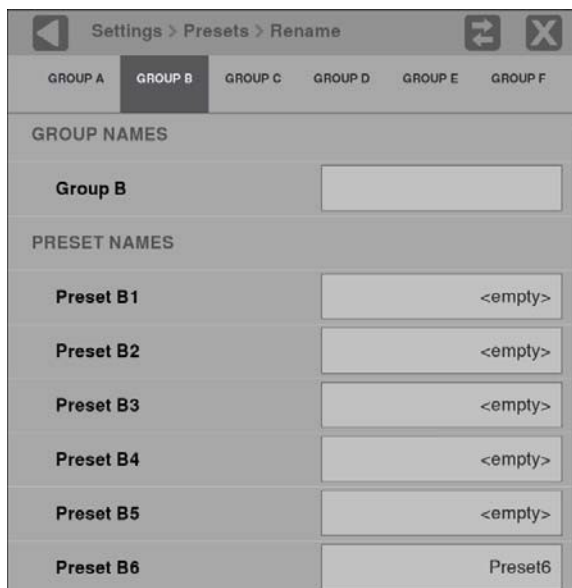 Settings > Presets > Rename
GROUP A GROUP B GROUP C GROUP D GROUP E GROUP F
GROUP NAMES
Group B
PRESET NAMES
Preset B1 <empty>
Preset B2 <empty>
Preset B3 <empty>
Preset B4 <empty>
Preset B5 <empty>
Preset B6 Preset6